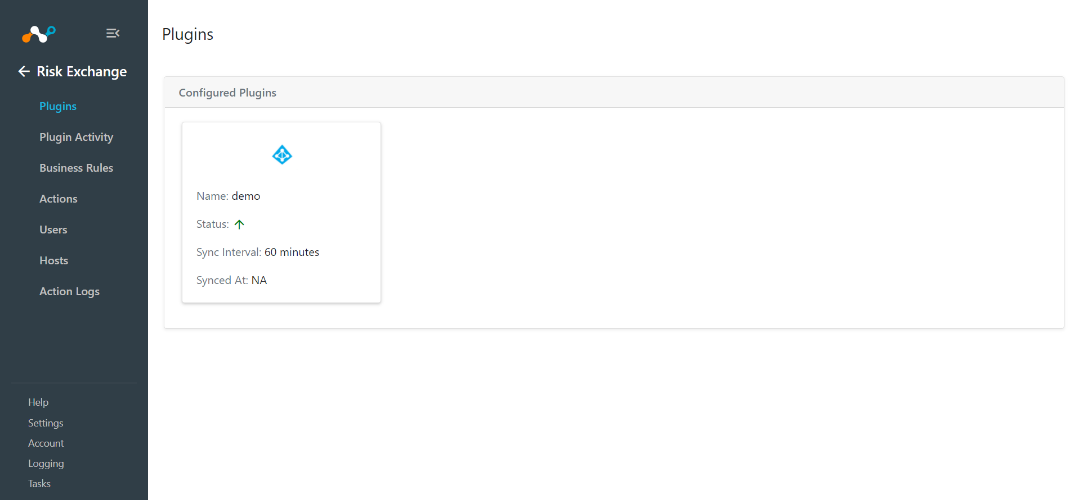 Risk Exchange
Plugins
Plugin Activity
Business Rules
Actions
Users
Hosts
Action Logs
Help
Settings
Account
Logging
Tasks
Plugins
Configured Plugins
Name: demo
Status:
Sync Interval: 60 minutes
Synced At: NA